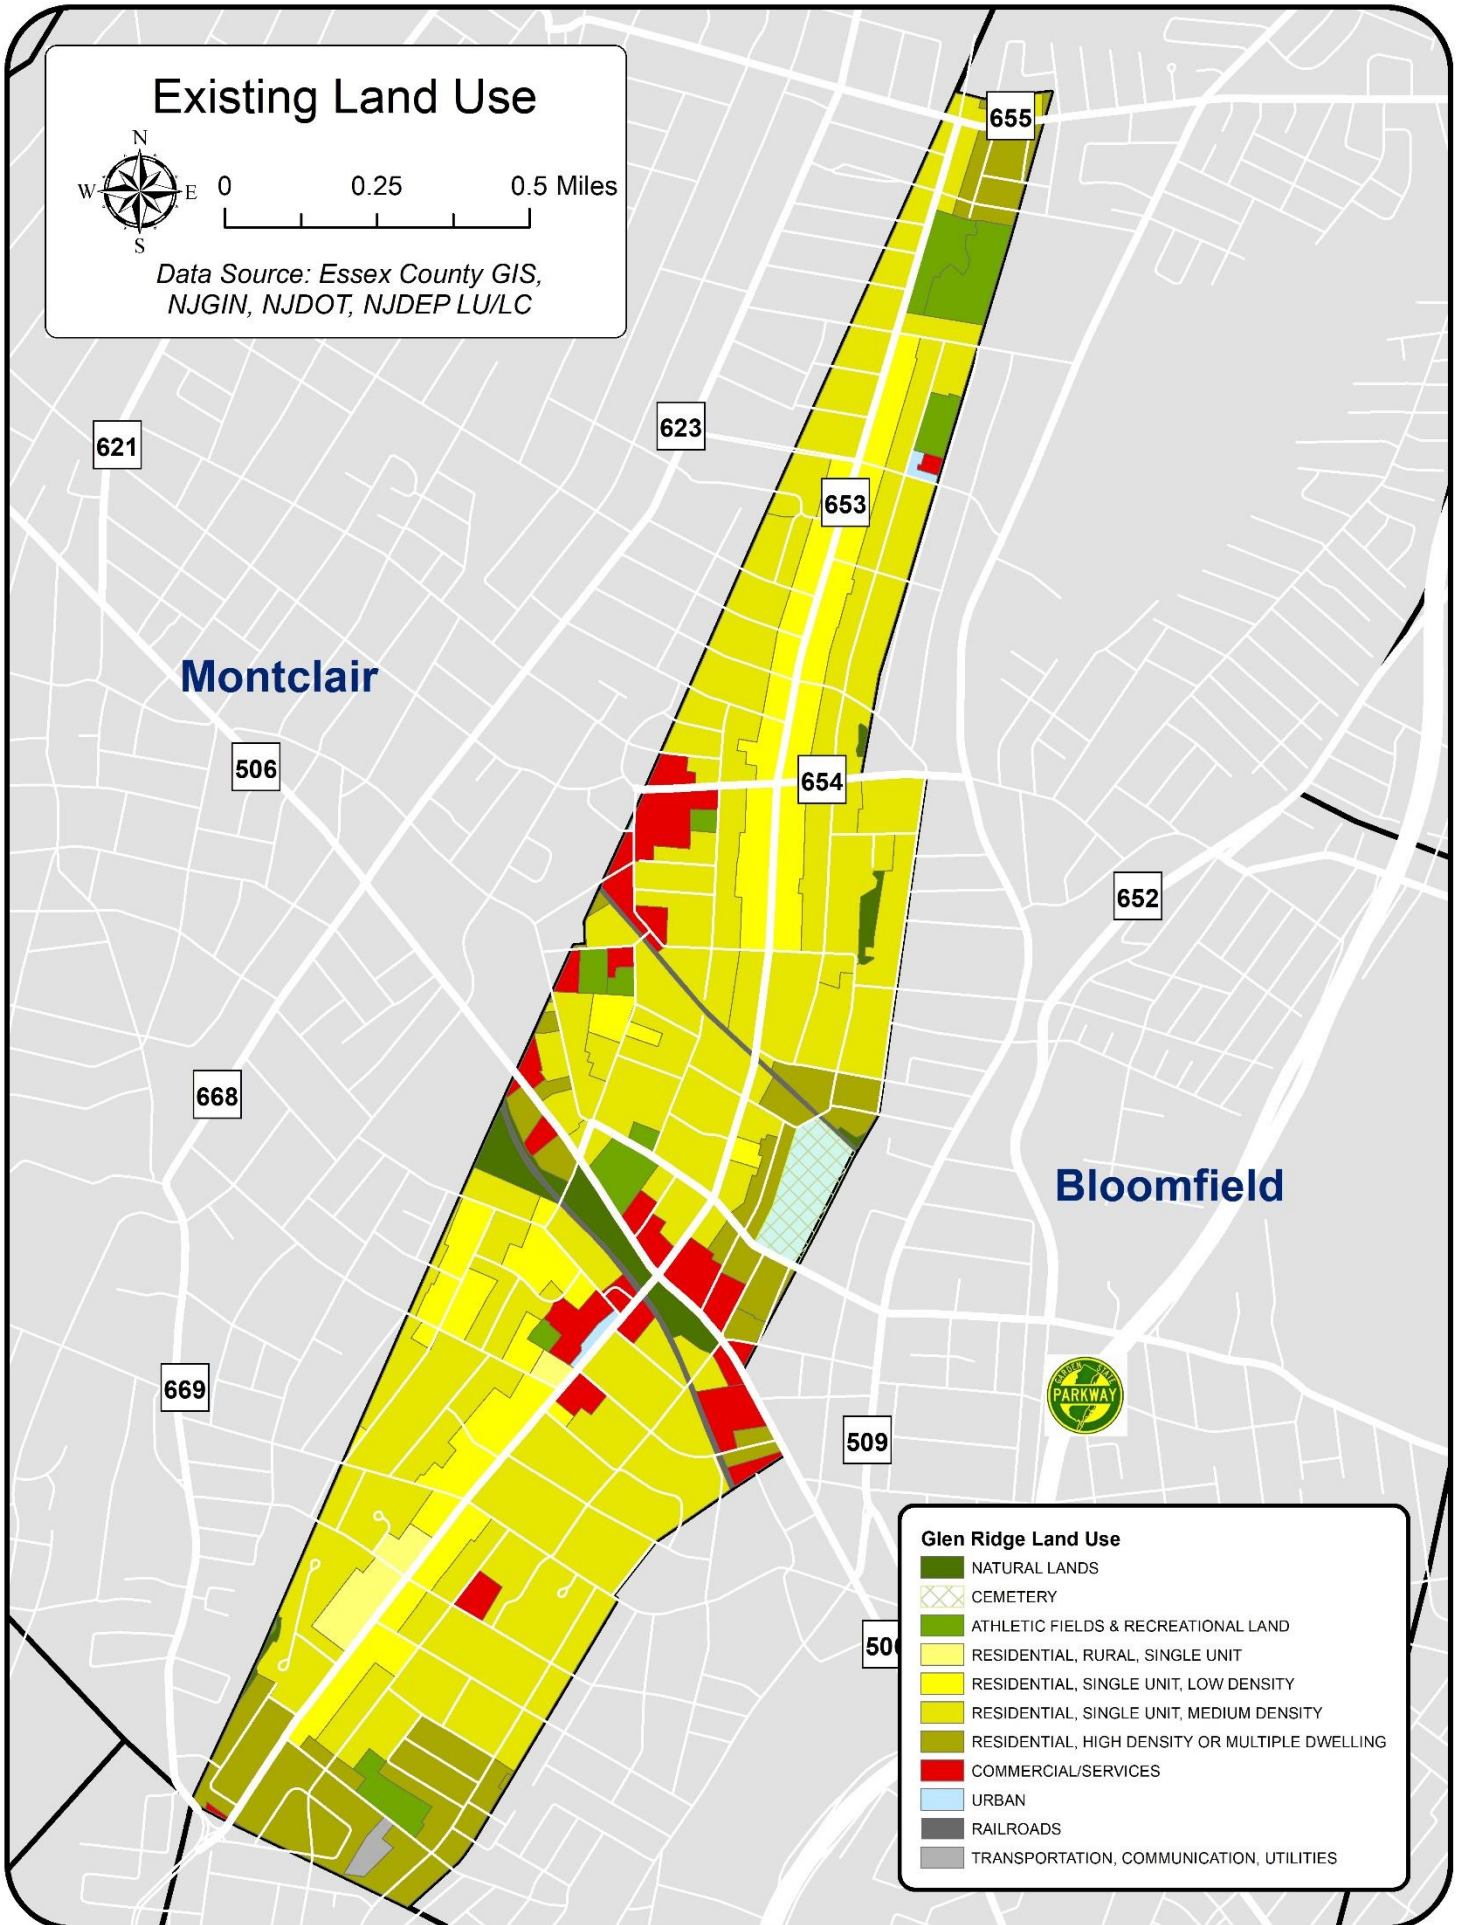 Existing Land Use
N
W
E
S
0 0.25 0.5 Miles
Data Source: Essex County GIS,
NJGIN, NJDOT, NJDEP LU/LC
655
621
623
653
Montclair
506
654
652
668
Bloomfield
669
GARDEN STATE
PARKWAY
509
50
Glen Ridge Land Use
NATURAL LANDS
CEMETERY
ATHLETIC FIELDS & RECREATIONAL LAND
RESIDENTIAL, RURAL, SINGLE UNIT
RESIDENTIAL, SINGLE UNIT, LOW DENSITY
RESIDENTIAL, SINGLE UNIT, MEDIUM DENSITY
RESIDENTIAL, HIGH DENSITY OR MULTIPLE DWELLING
COMMERCIAL/SERVICES
URBAN
RAILROADS
TRANSPORTATION, COMMUNICATION, UTILITIES